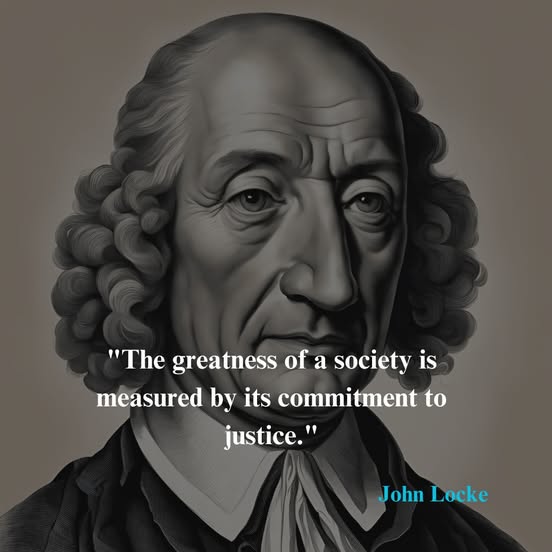 "The greatness of a society is
measured by its commitment to
justice."
John Locke